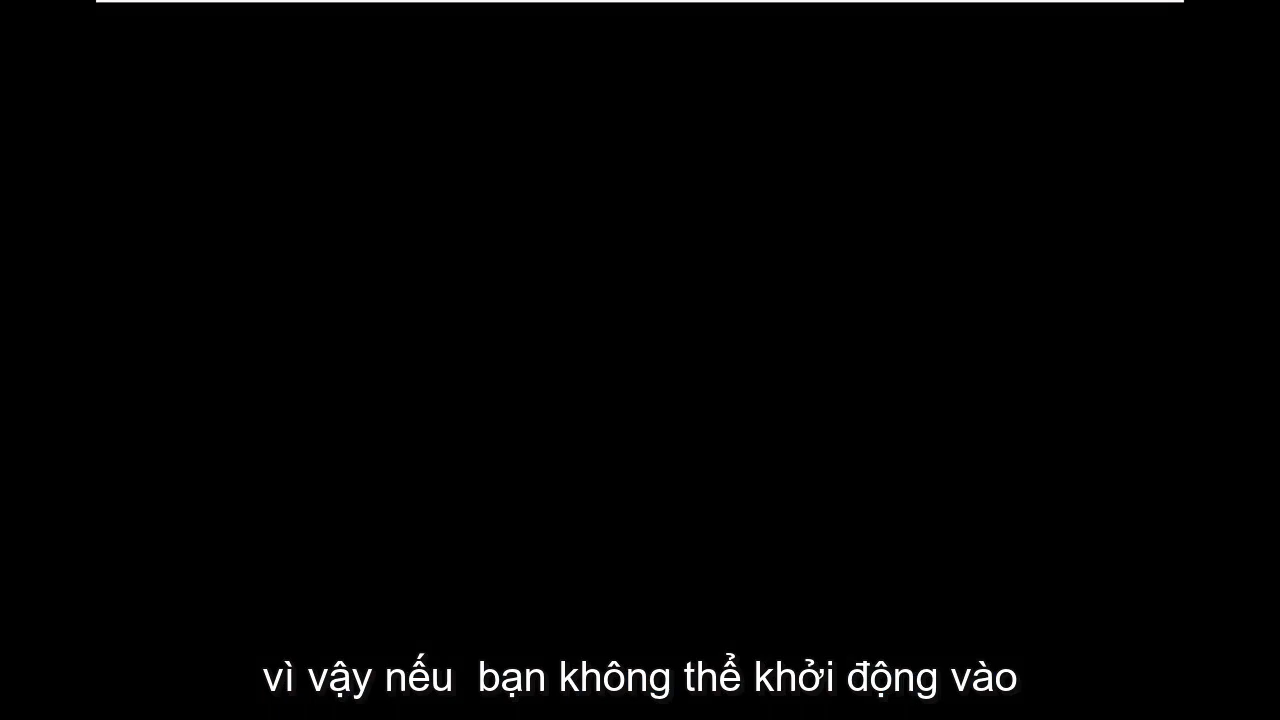 vì vậy nếu  bạn không thể khởi động vào